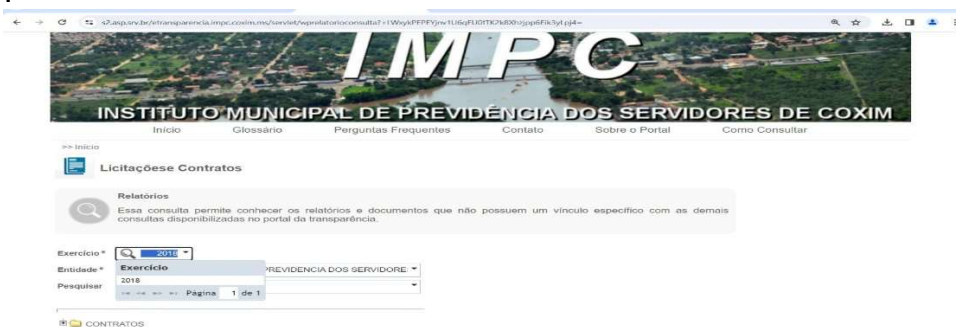 IMPC
INSTITUTO MUNICIPAL DE PREVIDÊNCIA DOS SERVIDORES DE COXIM
Início Glossário Perguntas Frequentes Contato Sobre o Portal Como Consultar
>> Início
Licitaçõese Contratos
Relatórios
Essa consulta permite conhecer os relatórios e documentos que não possuem um vínculo específico com as demais
consultas disponibilizadas no portal da transparência.
Exercício * 2018
Entidade * Exercício PREVIDENCIA DOS SERVIDORE
2018
Pesquisar
Página 1 de 1
CONTRATOS